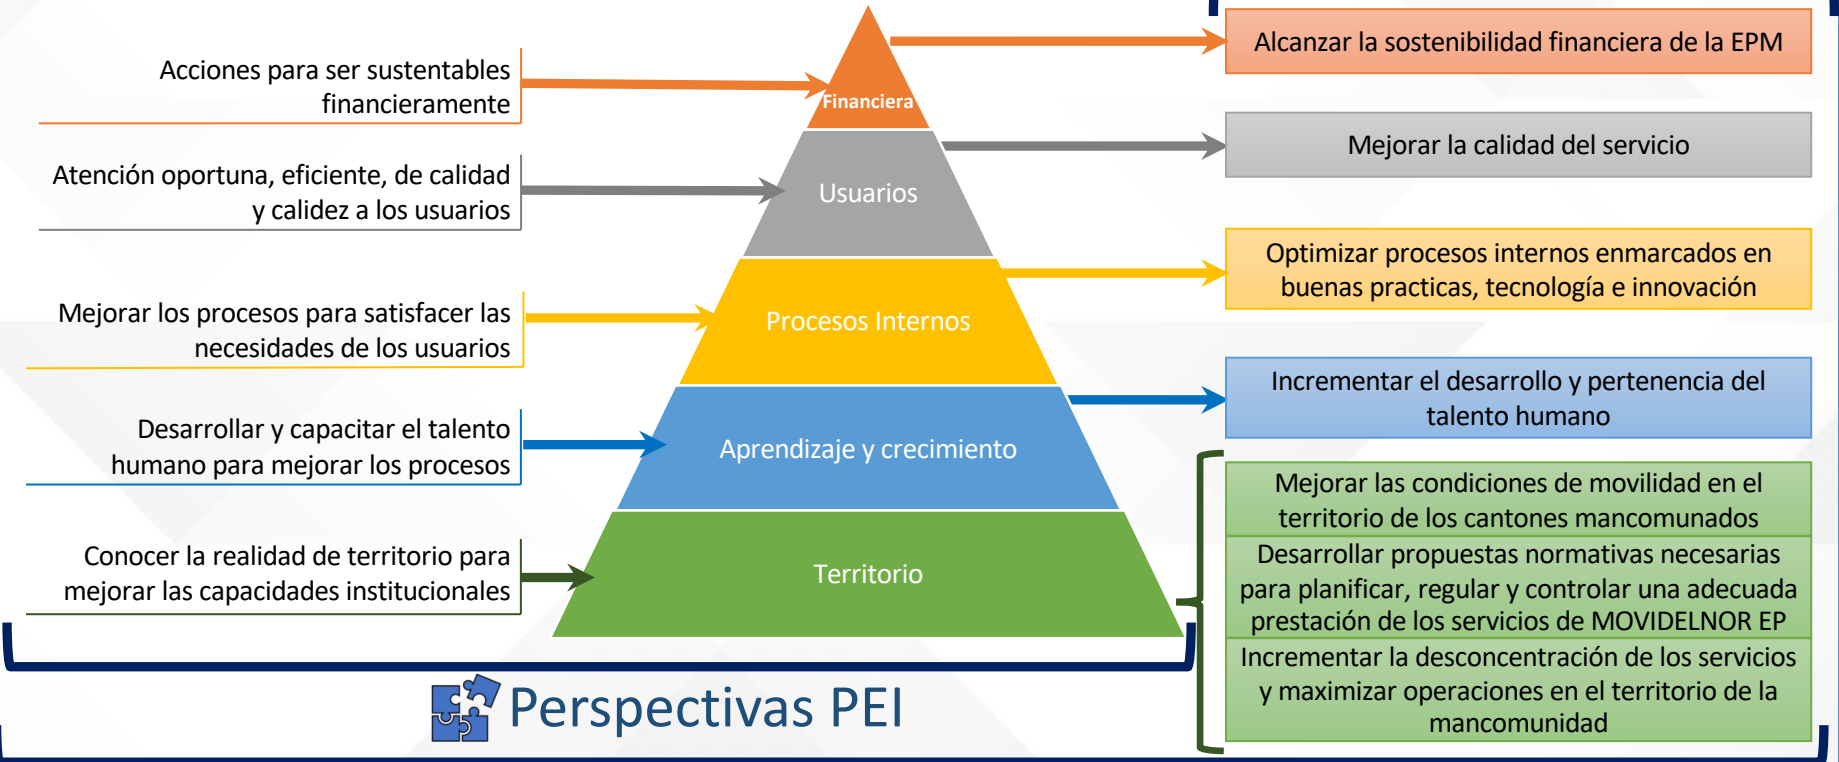 Acciones para ser sustentables
financieramente
Financiera
Alcanzar la sostenibilidad financiera de la EPM
Atención oportuna, eficiente, de calidad
y calidez a los usuarios
Usuarios
Mejorar la calidad del servicio
Mejorar los procesos para satisfacer las
necesidades de los usuarios
Procesos Internos
Optimizar procesos internos enmarcados en
buenas practicas, tecnología e innovación
Desarrollar y capacitar el talento
humano para mejorar los procesos
Aprendizaje y crecimiento
Incrementar el desarrollo y pertenencia del
talento humano
Conocer la realidad de territorio para
mejorar las capacidades institucionales
Territorio
Mejorar las condiciones de movilidad en el
territorio de los cantones mancomunados
Desarrollar propuestas normativas necesarias
para planificar, regular y controlar una adecuada
prestación de los servicios de MOVIDELNOR EP
Incrementar la desconcentración de los servicios
y maximizar operaciones en el territorio de la
mancomunidad
Perspectivas PEI